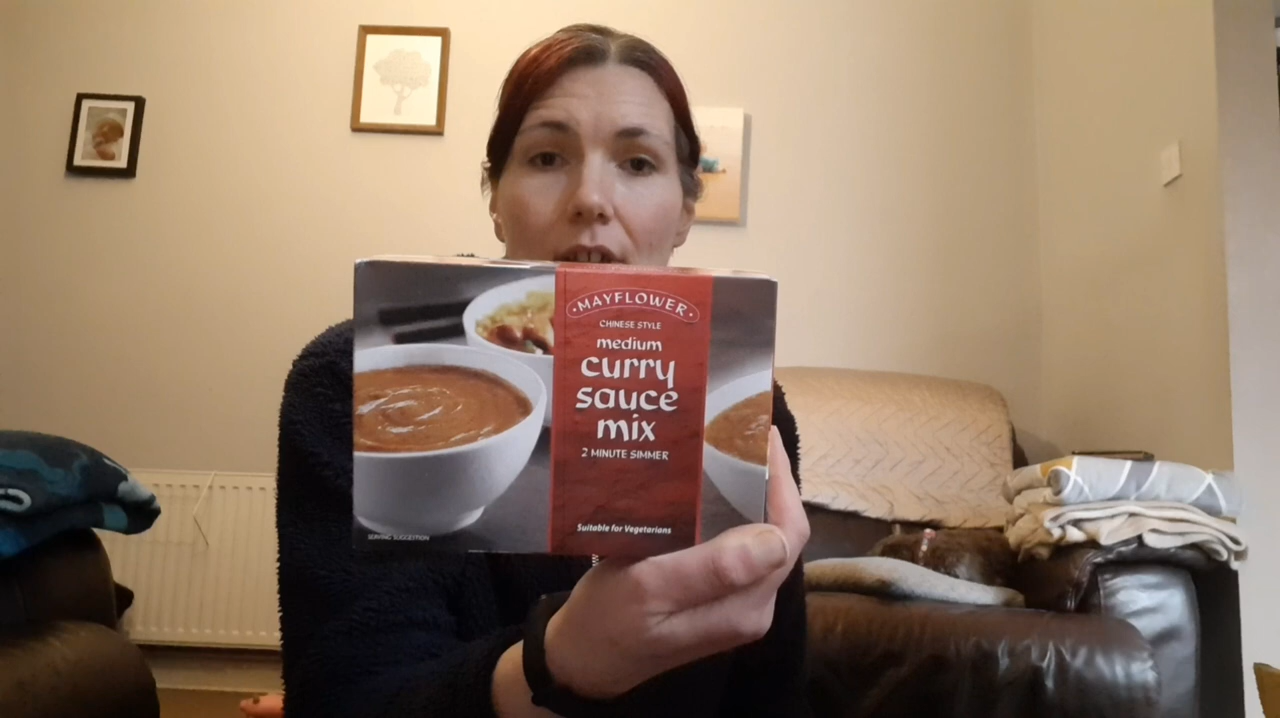 ·MAYFLOWER·
CHINESE STYLE
medium
curry
sauce
mix
2 MINUTE SIMMER
Suitable for Vegetarians
SERVING SUGGESTION